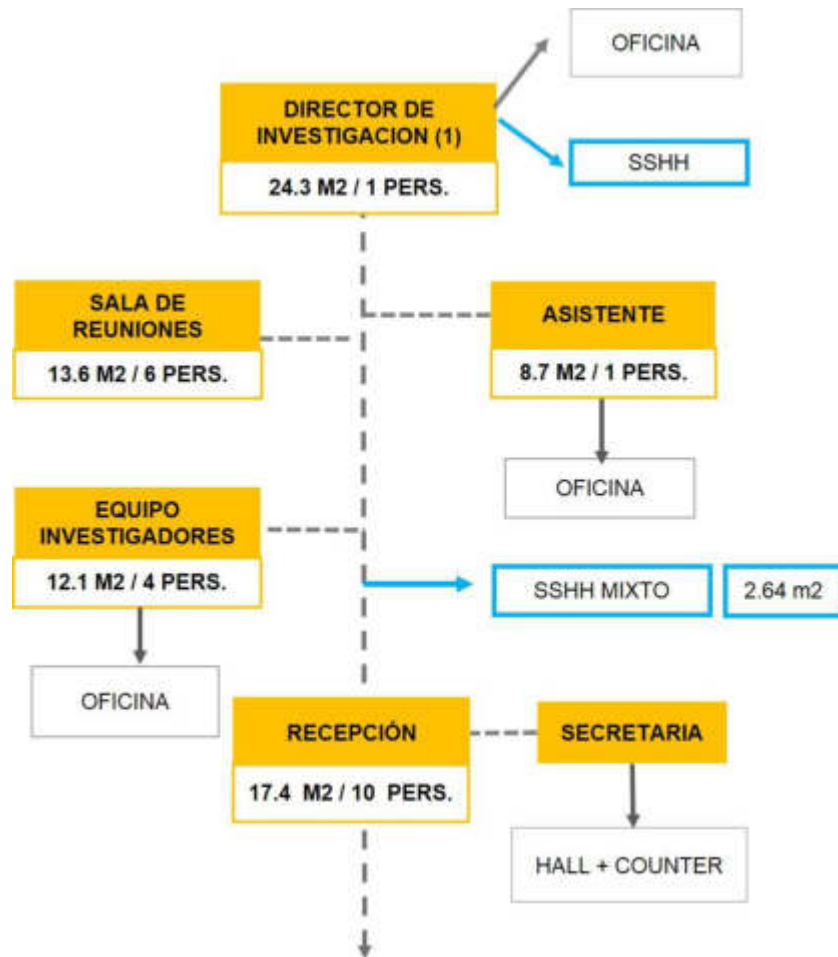 OFICINA
DIRECTOR DE
INVESTIGACION (1)
24.3 M2 / 1 PERS.
SSHH
SALA DE
REUNIONES
13.6 M2 / 6 PERS.
ASISTENTE
8.7 M2 / 1 PERS.
OFICINA
EQUIPO
INVESTIGADORES
12.1 M2 / 4 PERS.
SSHH MIXTO
2.64 m2
OFICINA
RECEPCIÓN
17.4 M2 / 10 PERS.
SECRETARIA
HALL + COUNTER